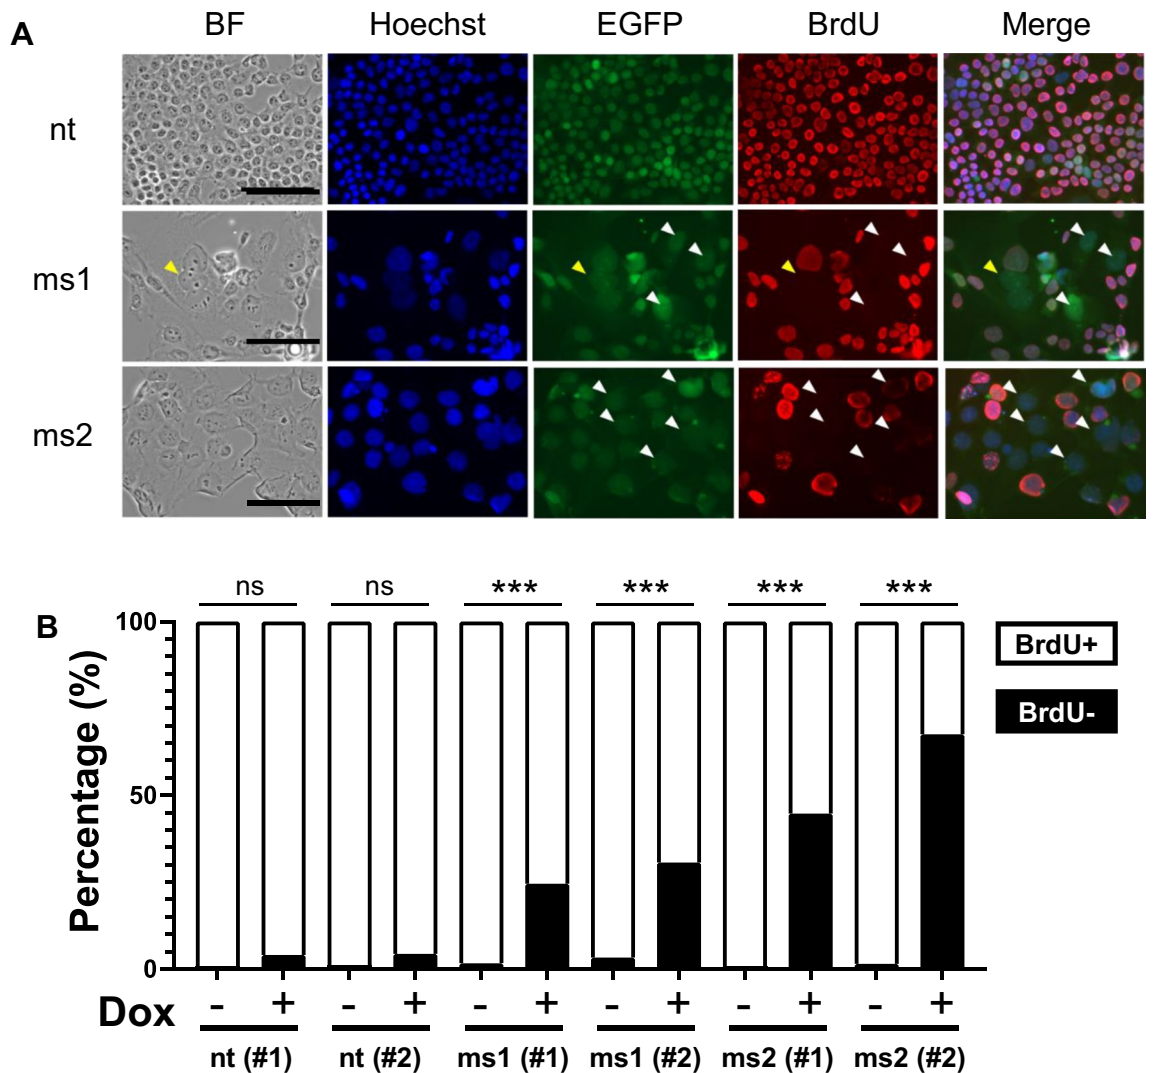 A
BF Hoechst EGFP BrdU Merge
nt
ms1
ms2
B
ns ns *** *** *** ***
Percentage (%)
100
50
0
BrdU+
BrdU-
Dox - + - + - + - + - + - +
nt (#1) nt (#2) ms1 (#1) ms1 (#2) ms2 (#1) ms2 (#2)